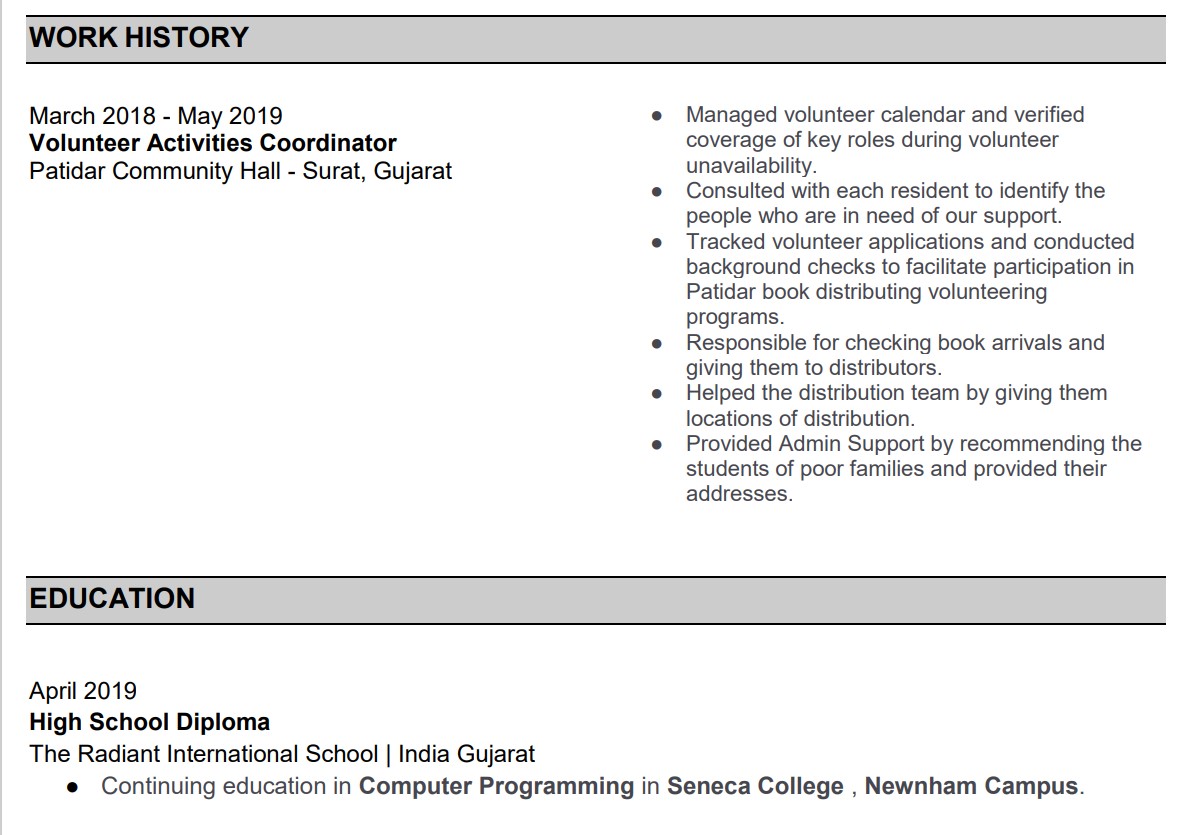 WORK HISTORY
March 2018 - May 2019
Volunteer Activities Coordinator
Patidar Community Hall - Surat, Gujarat
● Managed volunteer calendar and verified
coverage of key roles during volunteer
unavailability.
● Consulted with each resident to identify the
people who are in need of our support.
● Tracked volunteer applications and conducted
background checks to facilitate participation in
Patidar book distributing volunteering
programs.
● Responsible for checking book arrivals and
giving them to distributors.
● Helped the distribution team by giving them
locations of distribution.
● Provided Admin Support by recommending the
students of poor families and provided their
addresses.
EDUCATION
April 2019
High School Diploma
The Radiant International School | India Gujarat
● Continuing education in Computer Programming in Seneca College , Newnham Campus.